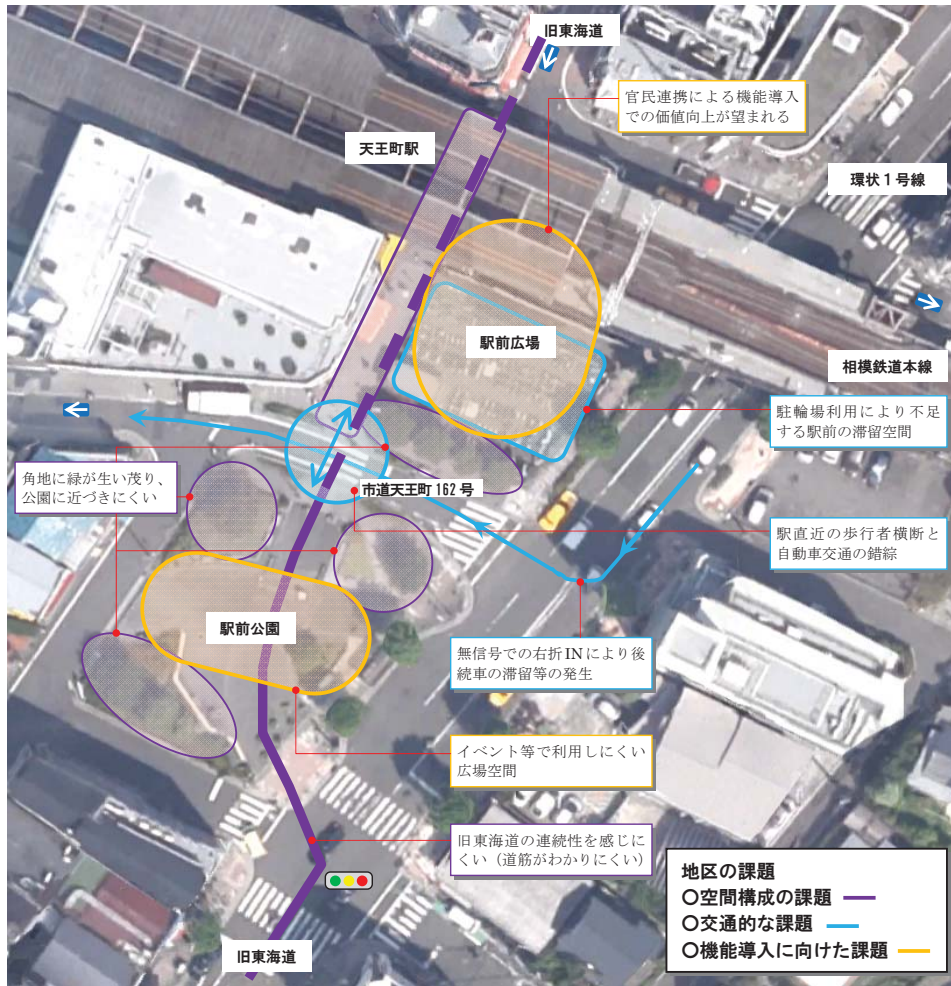 旧東海道
官民連携による機能導入
での価値向上が望まれる
天王町駅
環状１号線
駅前広場
相模鉄道本線
駐輪場利用により不足
する駅前の滞留空間
角地に緑が生い茂り、
公園に近づきにくい
市道天王町 162 号
駅直近の歩行者横断と
自動車交通の錯綜
駅前公園
無信号での右折 IN により後
続車の滞留等の発生
イベント等で利用しにくい
広場空間
旧東海道の連続性を感じに
くい（道筋がわかりにくい）
旧東海道
地区の課題
〇空間構成の課題
〇交通的な課題
〇機能導入に向けた課題